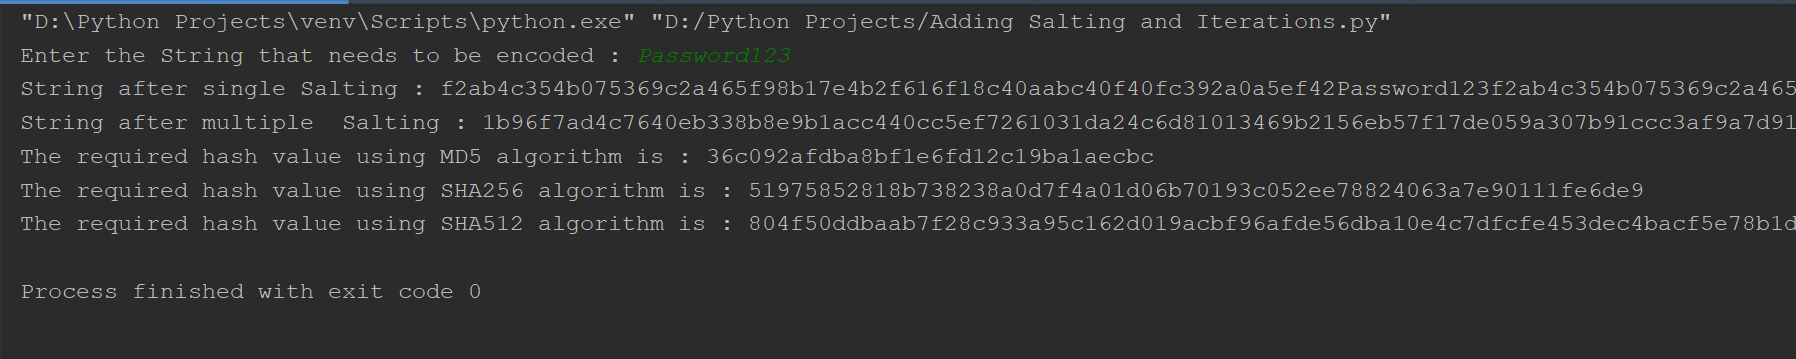 "D:\Python Projects\venv\Scripts\python.exe" "D:/Python Projects/Adding Salting and Iterations.py"
Enter the String that needs to be encoded : Password123
String after single Salting : f2ab4c354b075369c2a465f98b17e4b2f616f18c40aabc40f40fc392a0a5ef42Password123f2ab4c354b075369c2a465
String after multiple  Salting : 1b96f7ad4c7640eb338b8e9b1acc440cc5ef7261031da24c6d81013469b2156eb57f17de059a307b91ccc3af9a7d91
The required hash value using MD5 algorithm is : 36c092afdba8bf1e6fd12c19ba1aecbc
The required hash value using SHA256 algorithm is : 51975852818b738238a0d7f4a01d06b70193c052ee78824063a7e90111fe6de9
The required hash value using SHA512 algorithm is : 804f50ddbaab7f28c933a95c162d019acbf96afde56dba10e4c7dfcfe453dec4bacf5e78b1d
Process finished with exit code 0